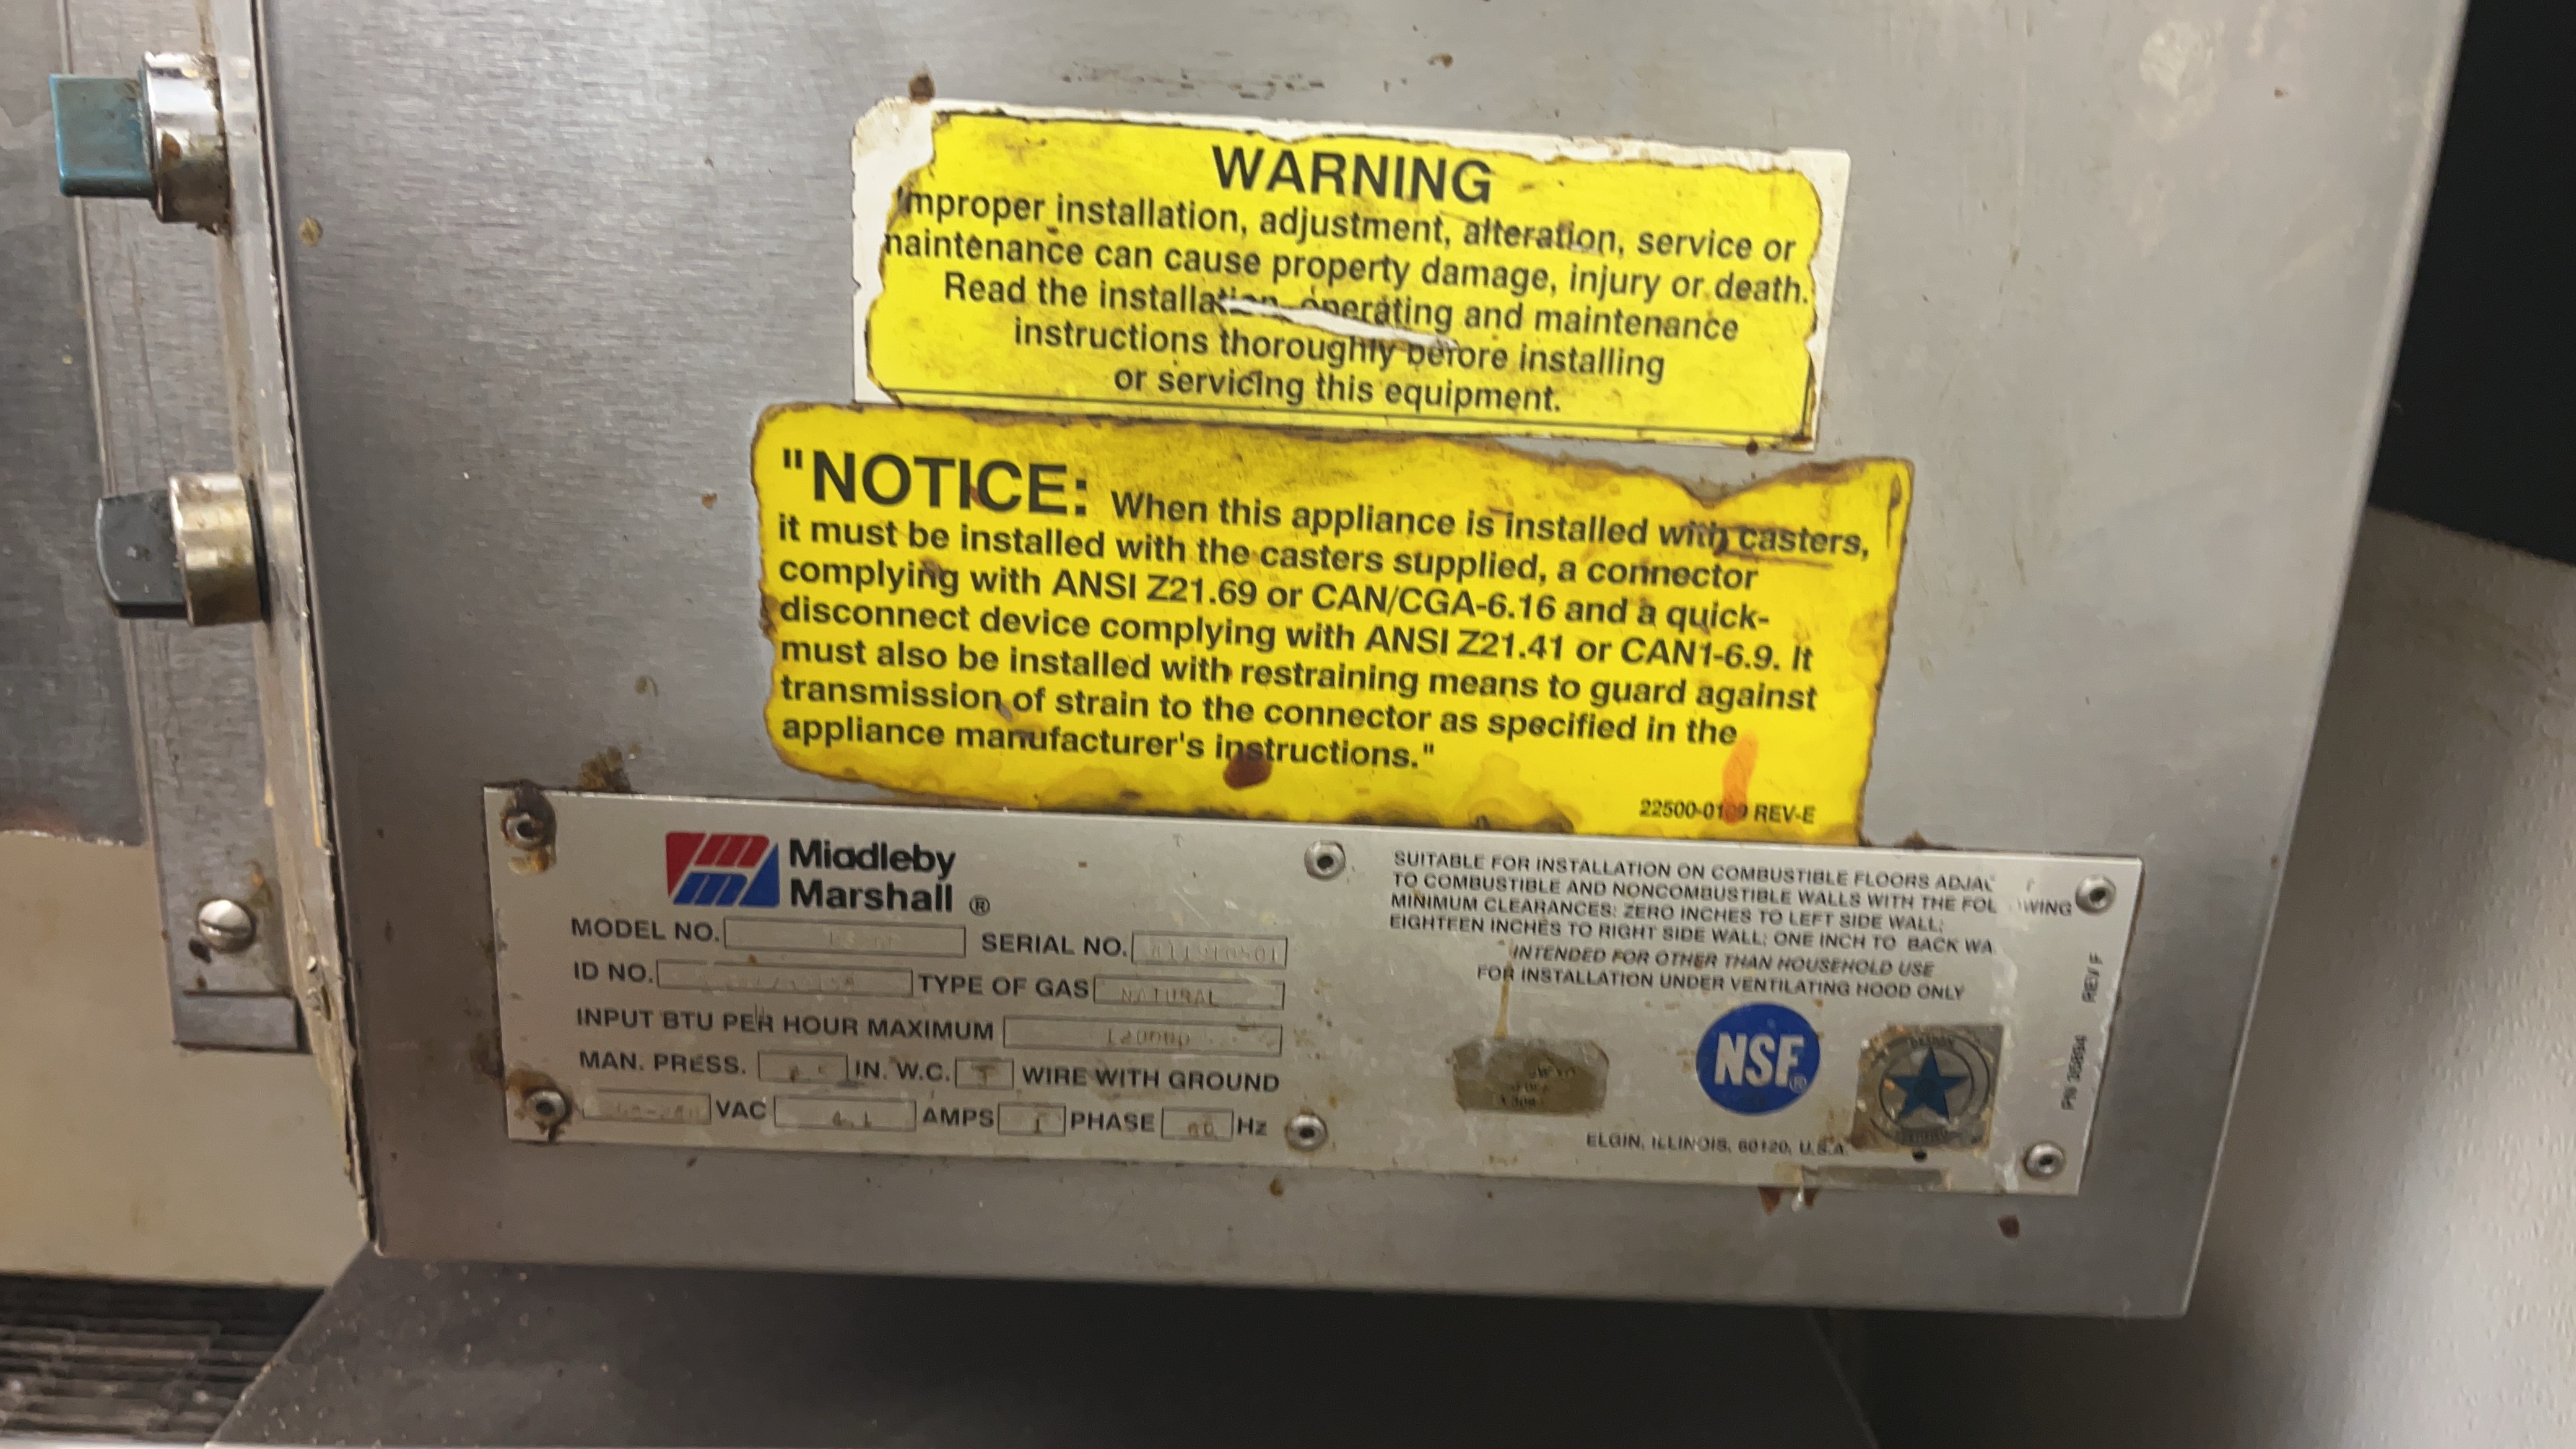 WARNING
Improper installation, adjustment, alteration, service or
maintenance can cause property damage, injury or death.
Read the installation, operating and maintenance
instructions thoroughly before installing
or servicing this equipment.
"NOTICE: When this appliance is installed with casters,
it must be installed with the casters supplied, a connector
complying with ANSI Z21.69 or CAN/CGA-6.16 and a quick-
disconnect device complying with ANSI Z21.41 or CAN1-6.9. It
must also be installed with restraining means to guard against
transmission of strain to the connector as specified in the
appliance manufacturer's instructions."
REV-E
Middleby
Marshall ®
MODEL NO.
SERIAL NO.
ID NO.
TYPE OF GAS NATURAL
INPUT BTU PER HOUR MAXIMUM 120000
MAN. PRESS. IN. W.C. WIRE WITH GROUND
VAC 4.1 AMPS 1 PHASE 60 Hz
SUITABLE FOR INSTALLATION ON COMBUSTIBLE FLOORS
TO COMBUSTIBLE AND NONCOMBUSTIBLE WALLS WITH THE
MINIMUM CLEARANCES: ZERO INCHES TO LEFT SIDE WALL;
EIGHTEEN INCHES TO RIGHT SIDE WALL; ONE INCH TO BACK
INTENDED FOR OTHER THAN HOUSEHOLD USE
FOR INSTALLATION UNDER VENTILATING HOOD ONLY
NSF®
ELGIN, ILLINOIS, 60120, U.S.A.
P/N 35894 REV F